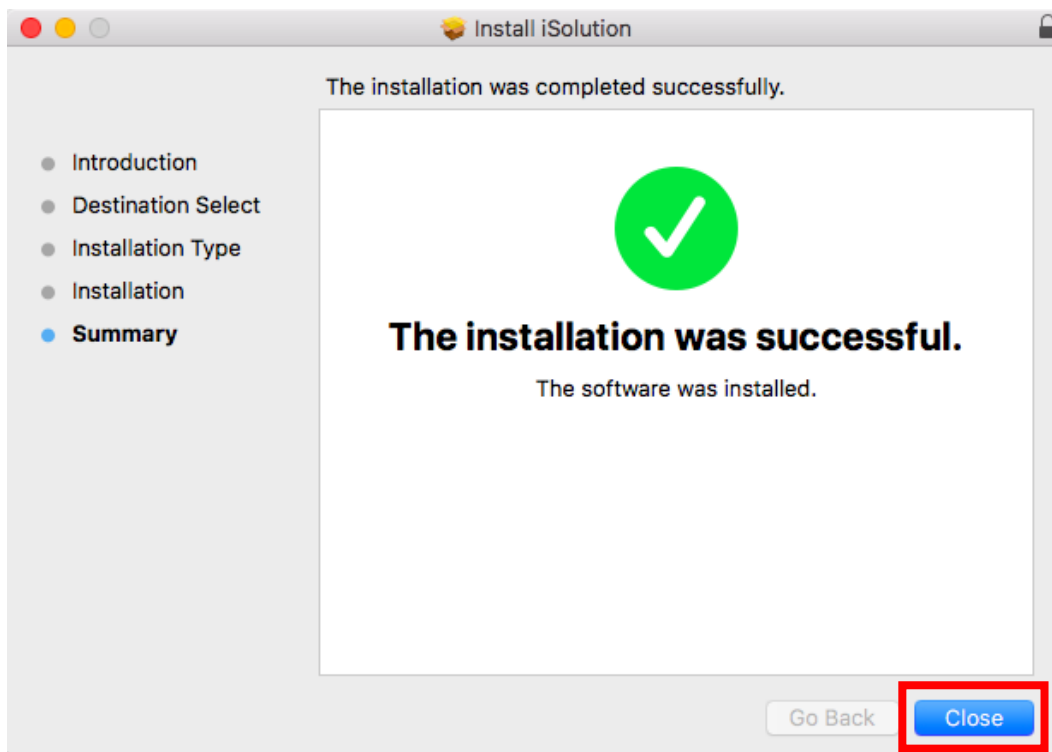 Install iSolution
The installation was completed successfully.
Introduction
Destination Select
Installation Type
Installation
Summary
The installation was successful.
The software was installed.
Go Back
Close